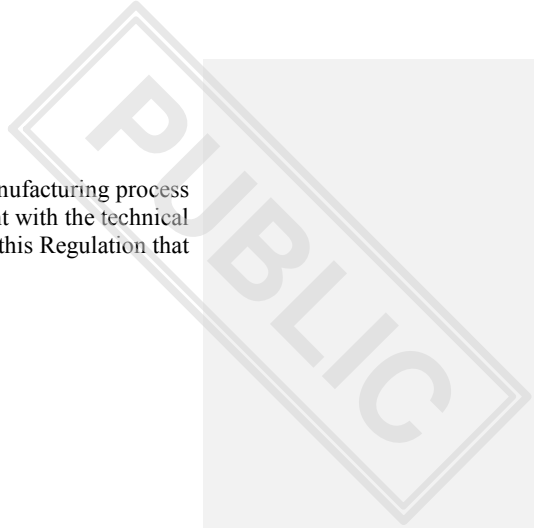 nufacturing process
nt with the technical
this Regulation that
PUBLIC